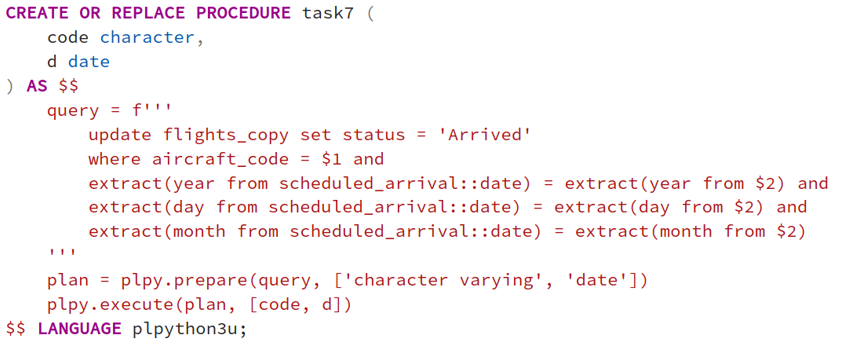 CREATE OR REPLACE PROCEDURE task7 (
    code character,
    d date
) AS $$
    query = f'''
        update flights_copy set status = 'Arrived'
        where aircraft_code = $1 and
        extract(year from scheduled_arrival::date) = extract(year from $2) and
        extract(day from scheduled_arrival::date) = extract(day from $2) and
        extract(month from scheduled_arrival::date) = extract(month from $2)
    '''
    plan = plpy.prepare(query, ['character varying', 'date'])
    plpy.execute(plan, [code, d])
$$ LANGUAGE plpython3u;